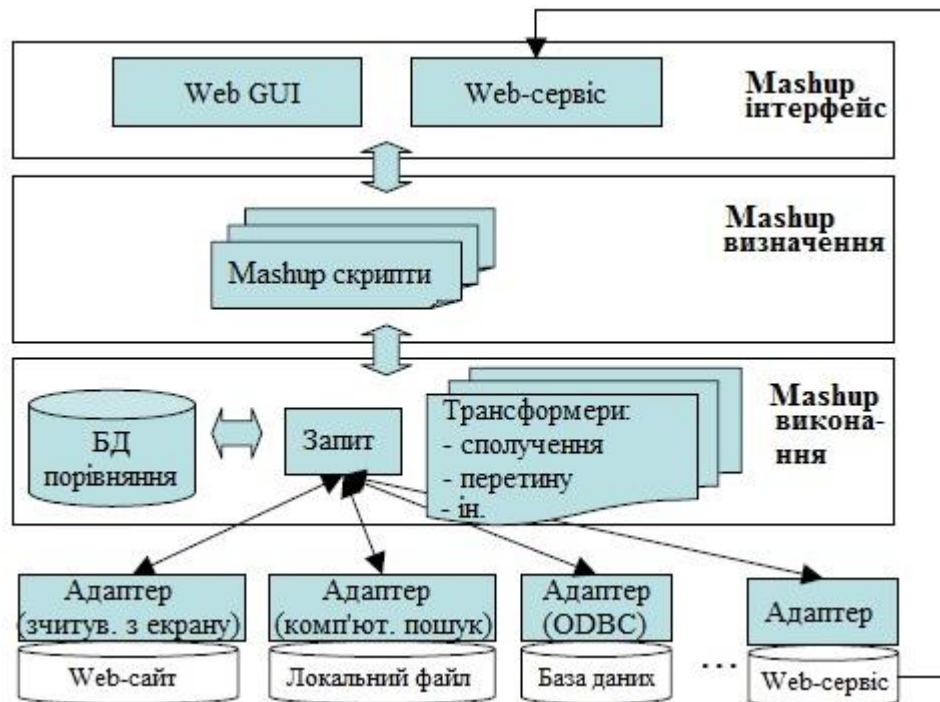 Web GUI
Web-сервіс
Mashup
інтерфейс
Mashup
визначення
Mashup скрипти
Mashup
викона-
ння
БД
порівняння
Запит
Трансформери:
- сполучення
- перетину
- ін.
Адаптер
(зчитув. з екрану)
Web-сайт
Адаптер
(комп'ют. пошук)
Локальний файл
Адаптер
(ODBC)
База даних
...
Адаптер
Web-сервіс